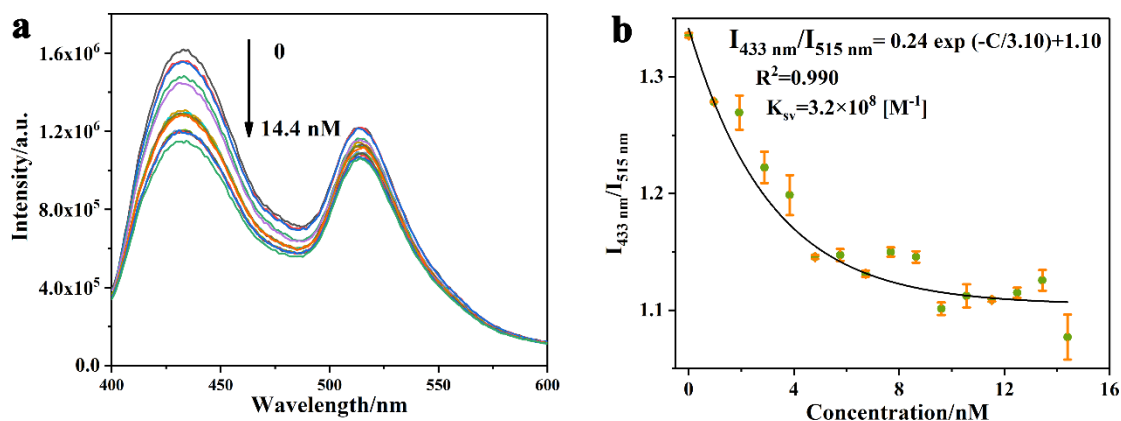 a
0
14.4 nM
1.6x10⁶
1.2x10⁶
8.0x10⁵
4.0x10⁵
0.0
Intensity/a.u.
400 450 500 550 600
Wavelength/nm
b
I₄₃₃ ₙₘ/I₅₁₅ ₙₘ= 0.24 exp (-C/3.10)+1.10
R²=0.990
Kₛᵥ=3.2×10⁸ [M⁻¹]
1.3
1.2
1.1
I₄₃₃ ₙₘ/I₅₁₅ ₙₘ
0 4 8 12 16
Concentration/nM